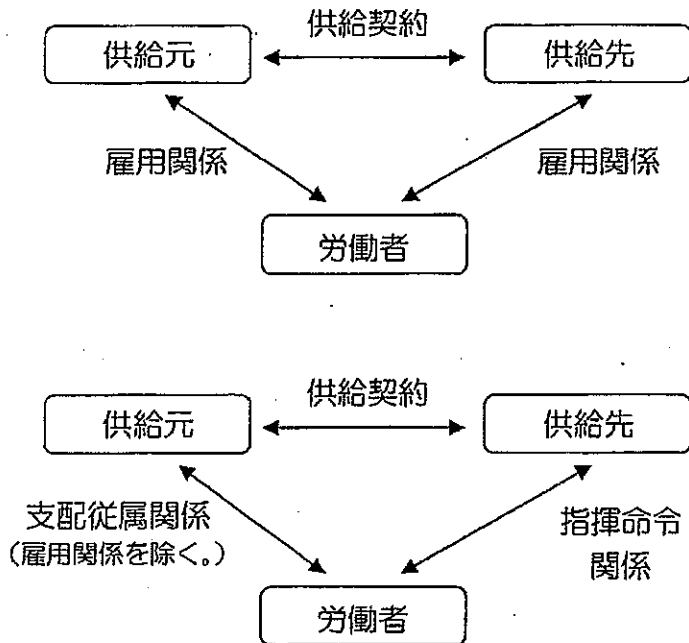 供給契約
供給元
供給先
雇用関係
雇用関係
労働者
供給契約
供給元
供給先
支配従属関係
(雇用関係を除く。)
指揮命令
関係
労働者